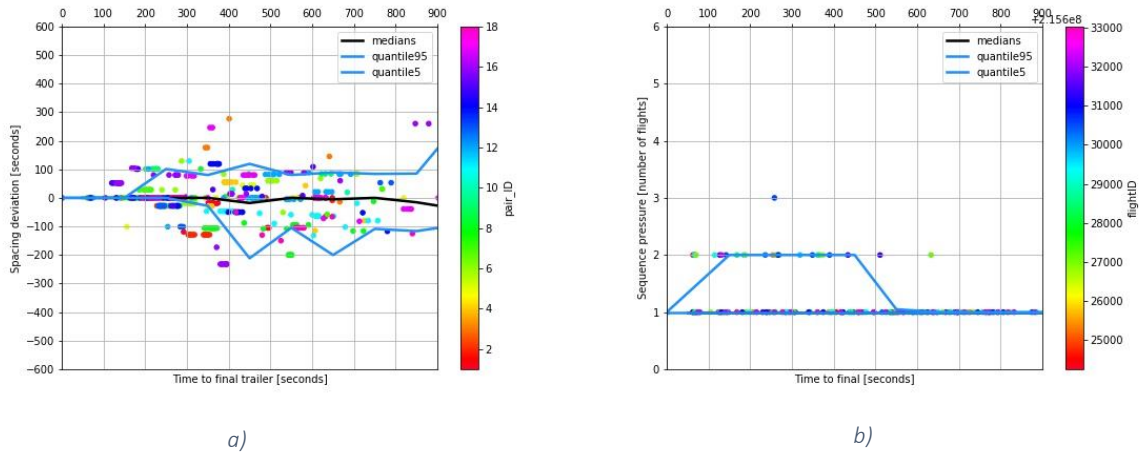 0 100 200 300 400 500 600 700 800 900
600
500
400
300
200
100
0
−100
−200
−300
−400
−500
−600
Spacing deviation [seconds]
Time to final trailer [seconds]
medians
quantile95
quantile5
18
16
14
12
10
8
6
4
2
pair_ID
a)
0 100 200 300 400 500 600 700 800 900
6
5
4
3
2
1
0
Sequence pressure [number of flights]
Time to final [seconds]
medians
quantile95
quantile5
+2.156e8
33000
32000
31000
30000
29000
28000
27000
26000
25000
flightID
b)